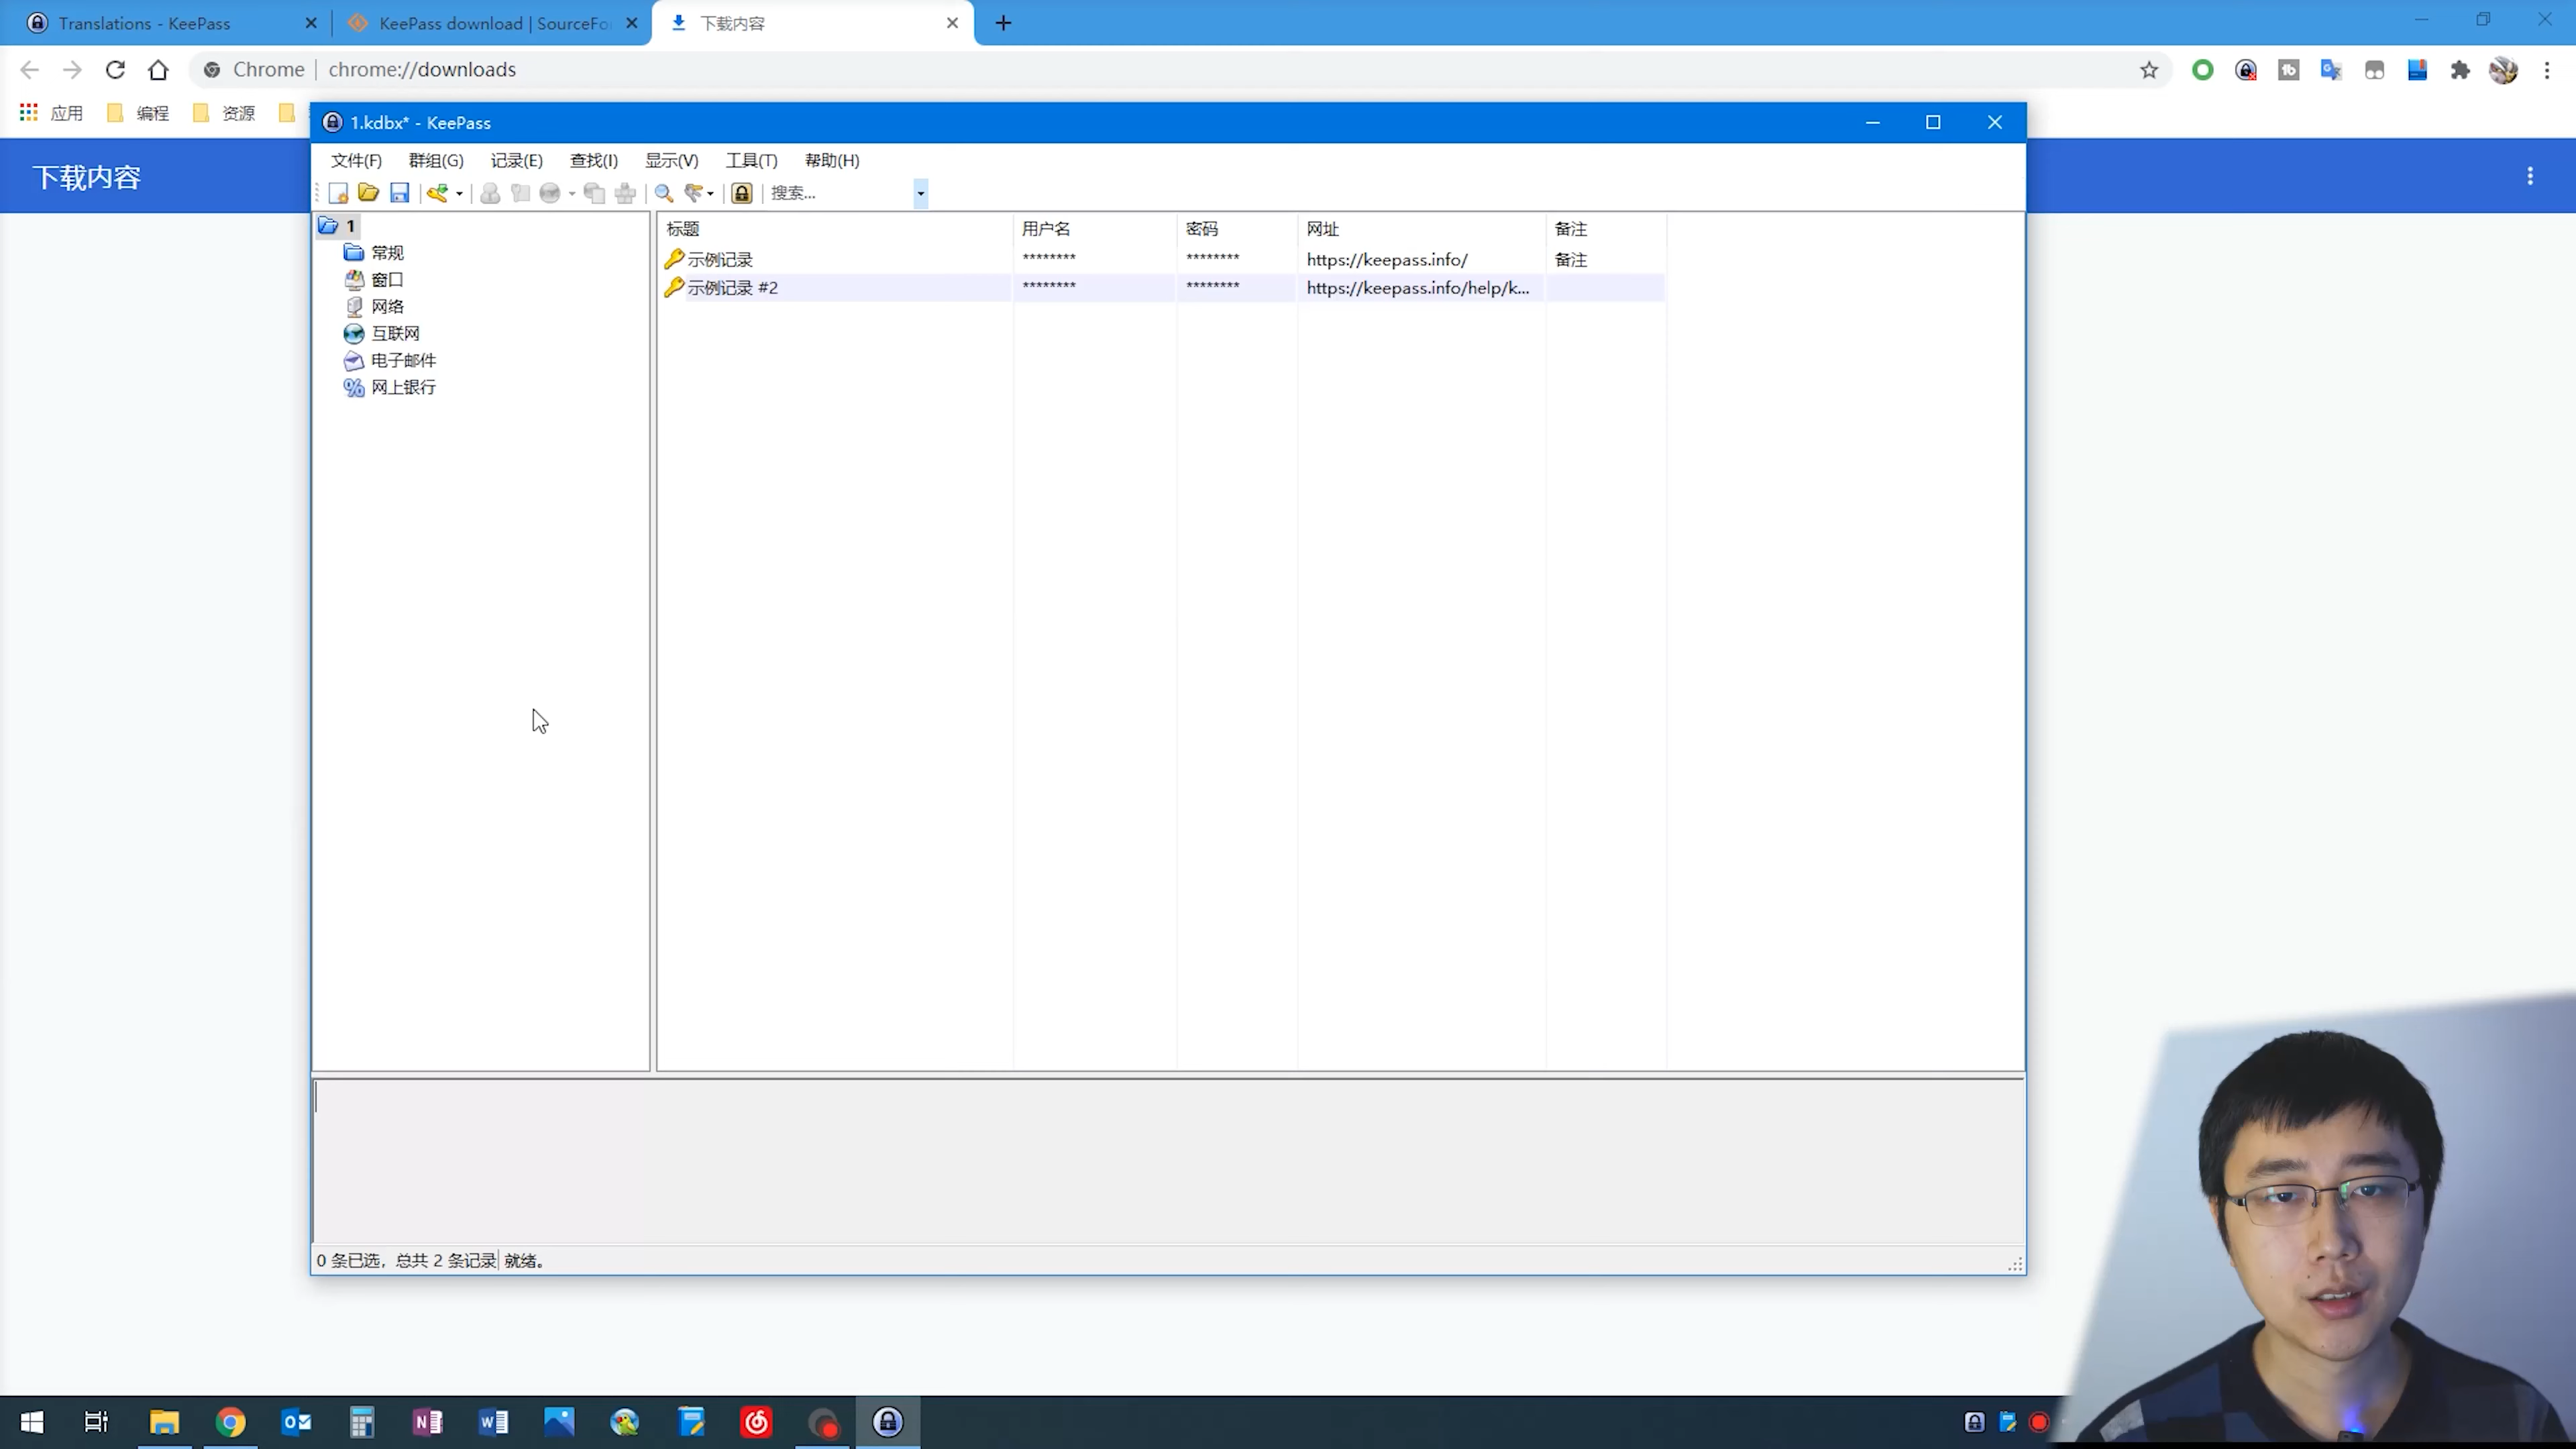 Translations - KeePass
KeePass download | SourceFo
下载内容
Chrome | chrome://downloads
应用
编程
资源
下载内容
1.kdbx* - KeePass
文件(F) 群组(G) 记录(E) 查找(I) 显示(V) 工具(T) 帮助(H)
搜索...
1
常规
窗口
网络
互联网
电子邮件
网上银行
标题 用户名 密码 网址 备注
示例记录 ******** ******** https://keepass.info/ 备注
示例记录 #2 ******** ******** https://keepass.info/help/k...
0 条已选，总共 2 条记录 就绪。